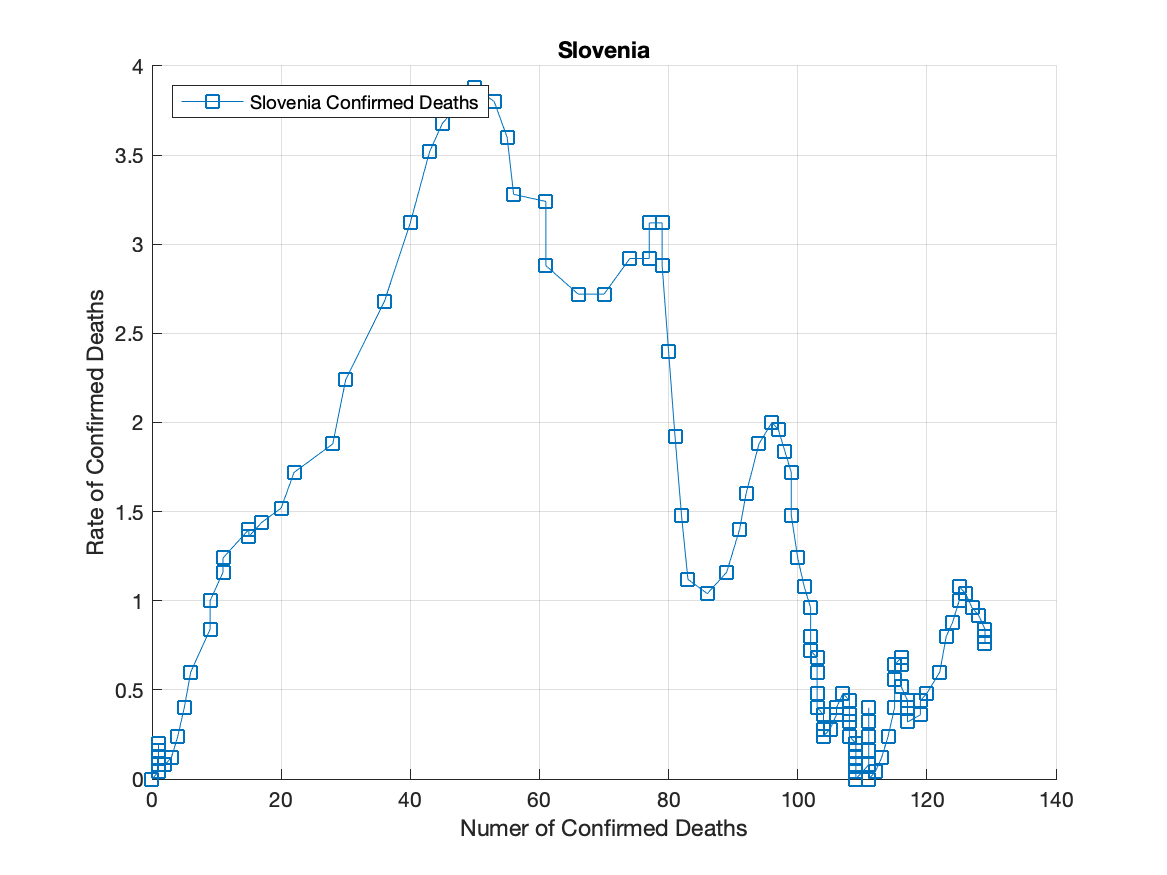 Slovenia
Slovenia Confirmed Deaths
4
3.5
3
2.5
2
1.5
1
0.5
0
Rate of Confirmed Deaths
0 20 40 60 80 100 120 140
Numer of Confirmed Deaths